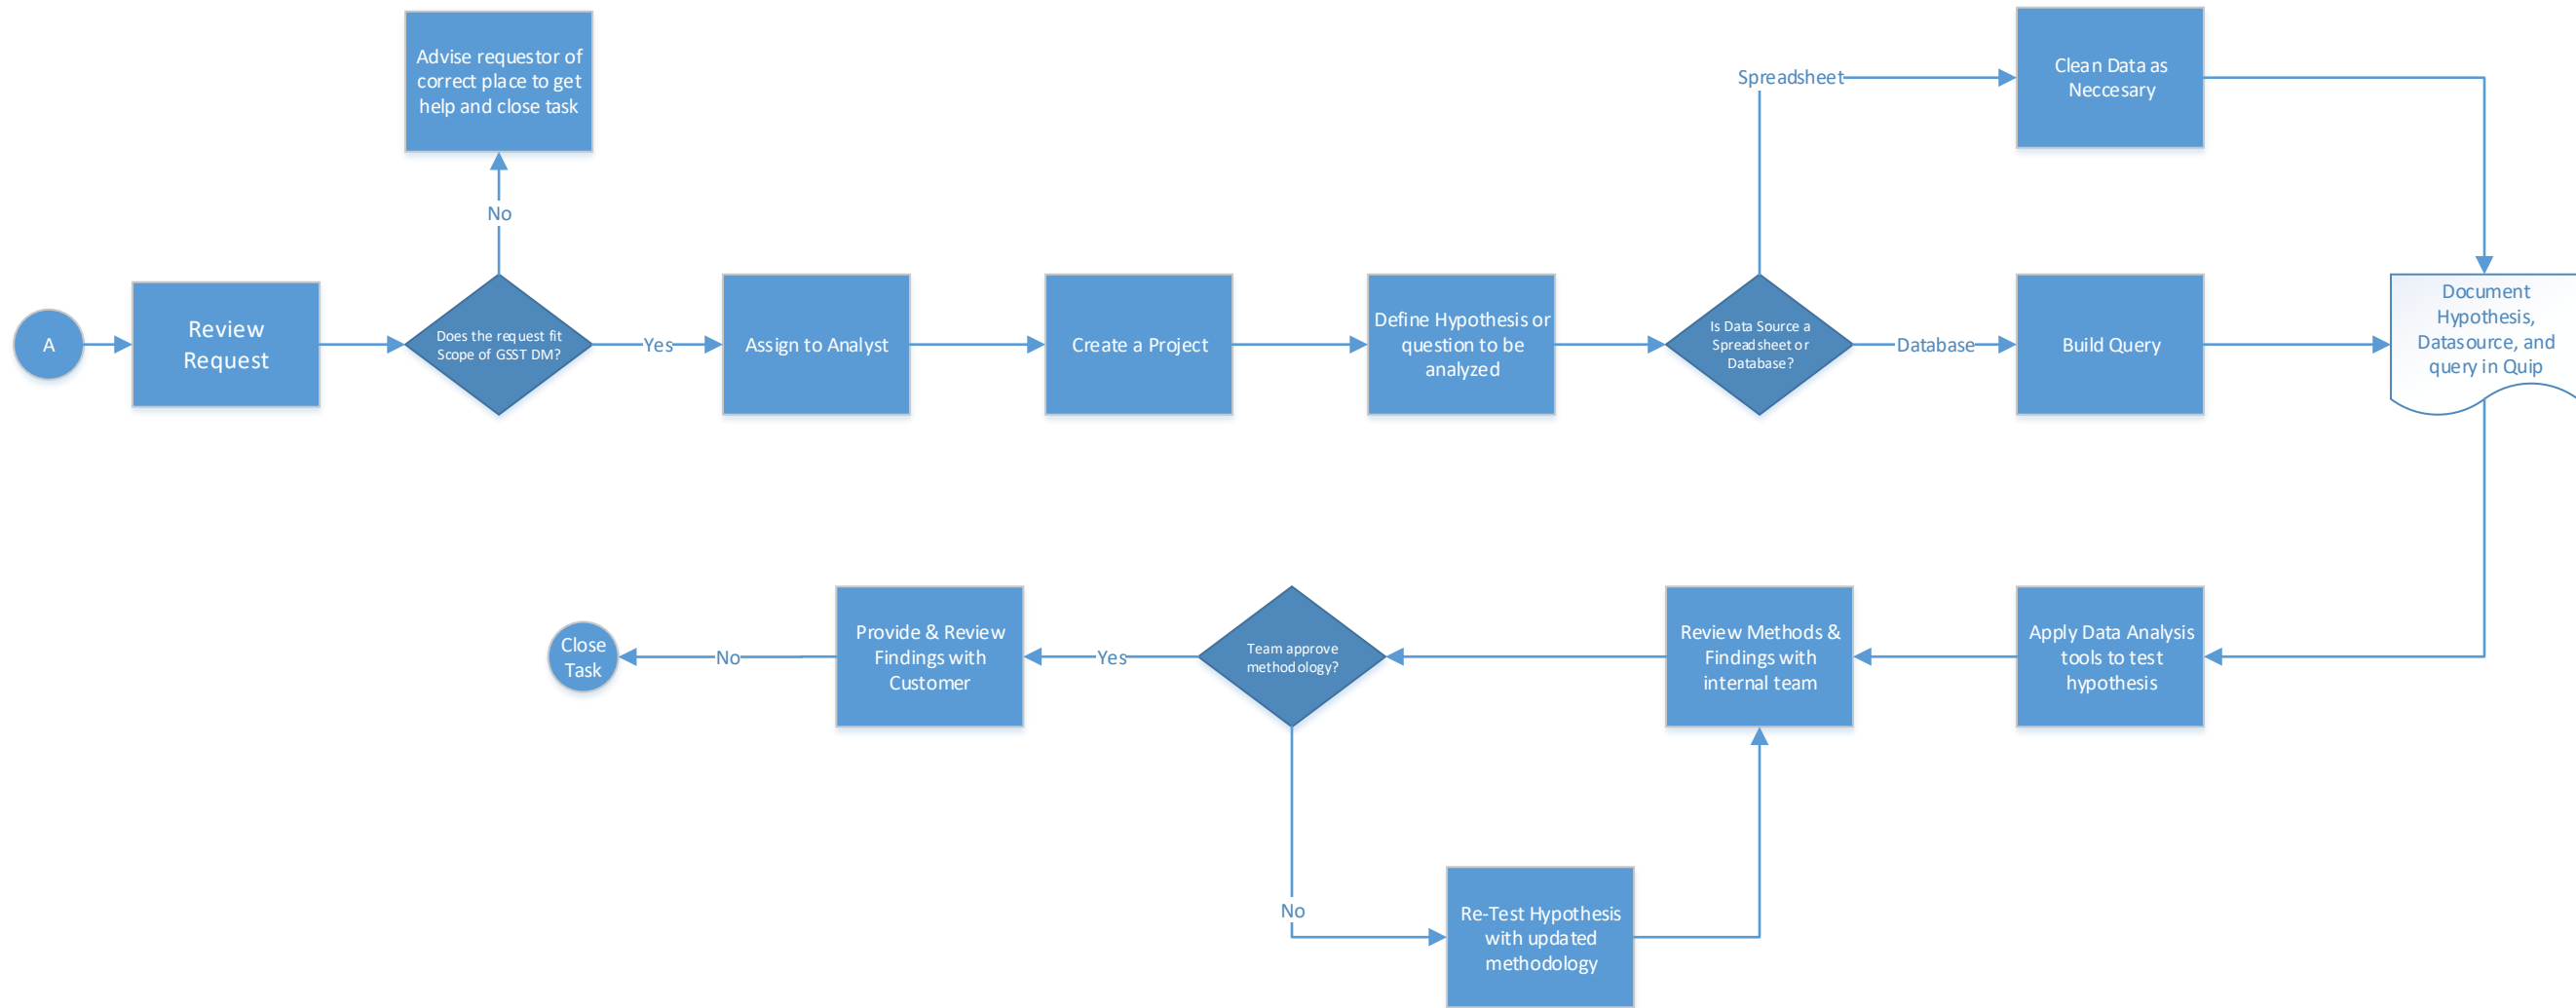 Advise requestor of
correct place to get
help and close task
No
A
Review
Request
Does the request fit
Scope of GSST DM?
Yes
Assign to Analyst
Create a Project
Define Hypothesis or
question to be
analyzed
Is Data Source a
Spreadsheet or
Database?
Spreadsheet
Clean Data as
Neccesary
Database
Build Query
Document
Hypothesis,
Datasource, and
query in Quip
Apply Data Analysis
tools to test
hypothesis
Review Methods &
Findings with
internal team
Team approve
methodology?
Yes
Provide & Review
Findings with
Customer
No
Close
Task
No
Re-Test Hypothesis
with updated
methodology